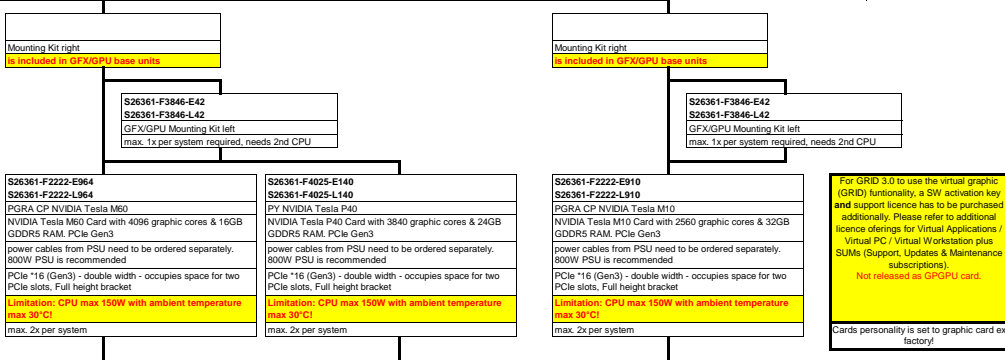 Mounting Kit right
is included in GFX/GPU base units
Mounting Kit right
is included in GFX/GPU base units
S26361-F3846-E42
S26361-F3846-L42
GFX/GPU Mounting Kit left
max. 1x per system required, needs 2nd CPU
S26361-F3846-E42
S26361-F3846-L42
GFX/GPU Mounting Kit left
max. 1x per system required, needs 2nd CPU
S26361-F2222-E964
S26361-F2222-L964
PGRA CP NVIDIA Tesla M60
NVIDIA Tesla M60 Card with 4096 graphic cores & 16GB
GDDR5 RAM. PCIe Gen3
power cables from PSU need to be ordered separately.
800W PSU is recommended
PCIe *16 (Gen3) - double width - occupies space for two
PCIe slots, Full height bracket
Limitation: CPU max 150W with ambient temperature
max 30°C!
max. 2x per system
S26361-F4025-E140
S26361-F4025-L140
PY NVIDIA Tesla P40
NVIDIA Tesla P40 Card with 3840 graphic cores & 24GB
GDDR5 RAM. PCIe Gen3
power cables from PSU need to be ordered separately.
800W PSU is recommended
PCIe *16 (Gen3) - double width - occupies space for two
PCIe slots, Full height bracket
Limitation: CPU max 150W with ambient temperature
max 30°C!
max. 2x per system
S26361-F2222-E910
S26361-F2222-L910
PGRA CP NVIDIA Tesla M10
NVIDIA Tesla M10 Card with 2560 graphic cores & 32GB
GDDR5 RAM. PCIe Gen3
power cables from PSU need to be ordered separately.
800W PSU is recommended
PCIe *16 (Gen3) - double width - occupies space for two
PCIe slots, Full height bracket
Limitation: CPU max 150W with ambient temperature
max 30°C!
max. 2x per system
For GRID 3.0 to use the virtual graphic
(GRID) funtionality, a SW activation key
and support licence has to be purchased
additionally. Please refer to additional
licence oferings for Virtual Applications /
Virtual PC / Virtual Workstation plus
SUMs (Support, Updates & Maintenance
subscriptions).
Not released as GPGPU card.
Cards personality is set to graphic card ex
factory!